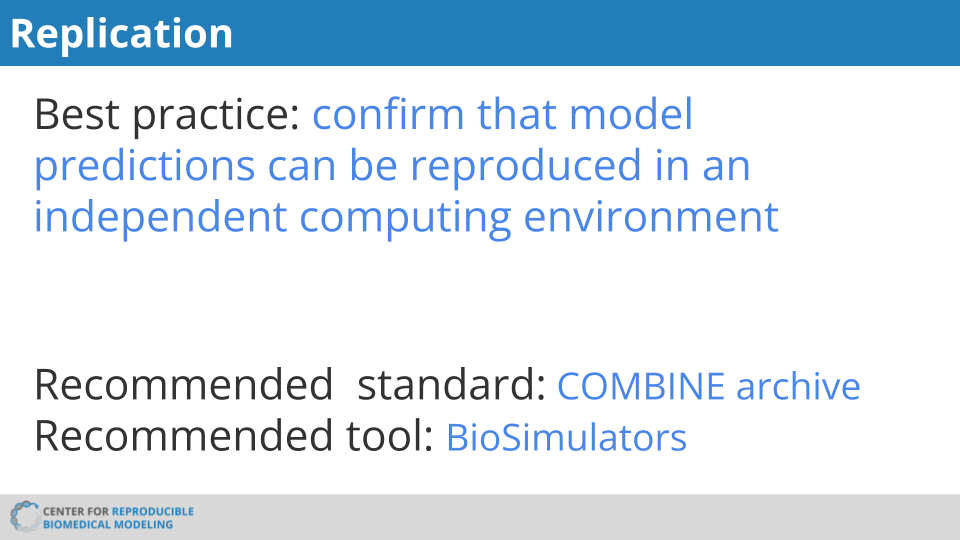 Replication
Best practice: confirm that model
predictions can be reproduced in an
independent computing environment
Recommended  standard: COMBINE archive
Recommended tool: BioSimulators
CENTER FOR REPRODUCIBLE
BIOMEDICAL MODELING